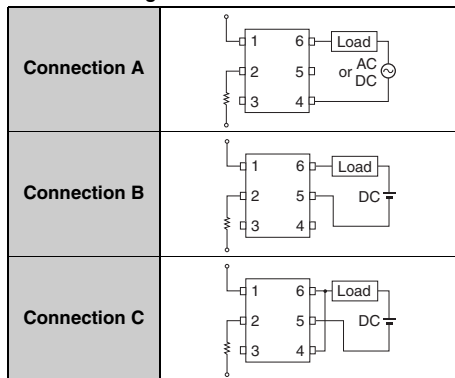 Connection A
1 6 Load
2 5 or AC
DC
3 4
Connection B
1 6 Load
2 5 DC
3 4
Connection C
1 6 Load
2 5 DC
3 4